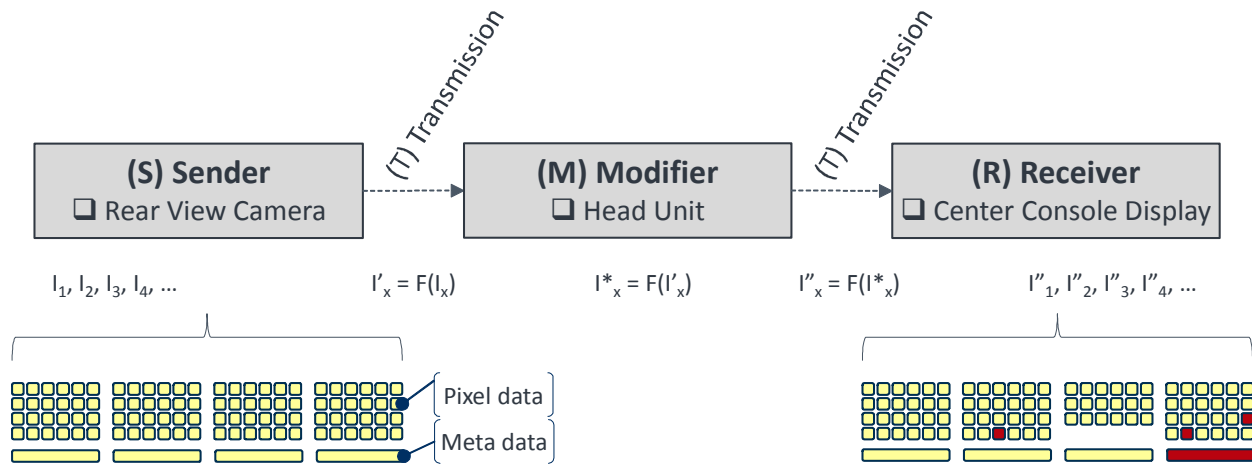 (T) Transmission
(T) Transmission
(S) Sender
❑ Rear View Camera
(M) Modifier
❑ Head Unit
(R) Receiver
❑ Center Console Display
I₁, I₂, I₃, I₄, ...
I′ₓ = F(Iₓ)
I*ₓ = F(I′ₓ)
I″ₓ = F(I*ₓ)
I″₁, I″₂, I″₃, I″₄, ...
Pixel data
Meta data